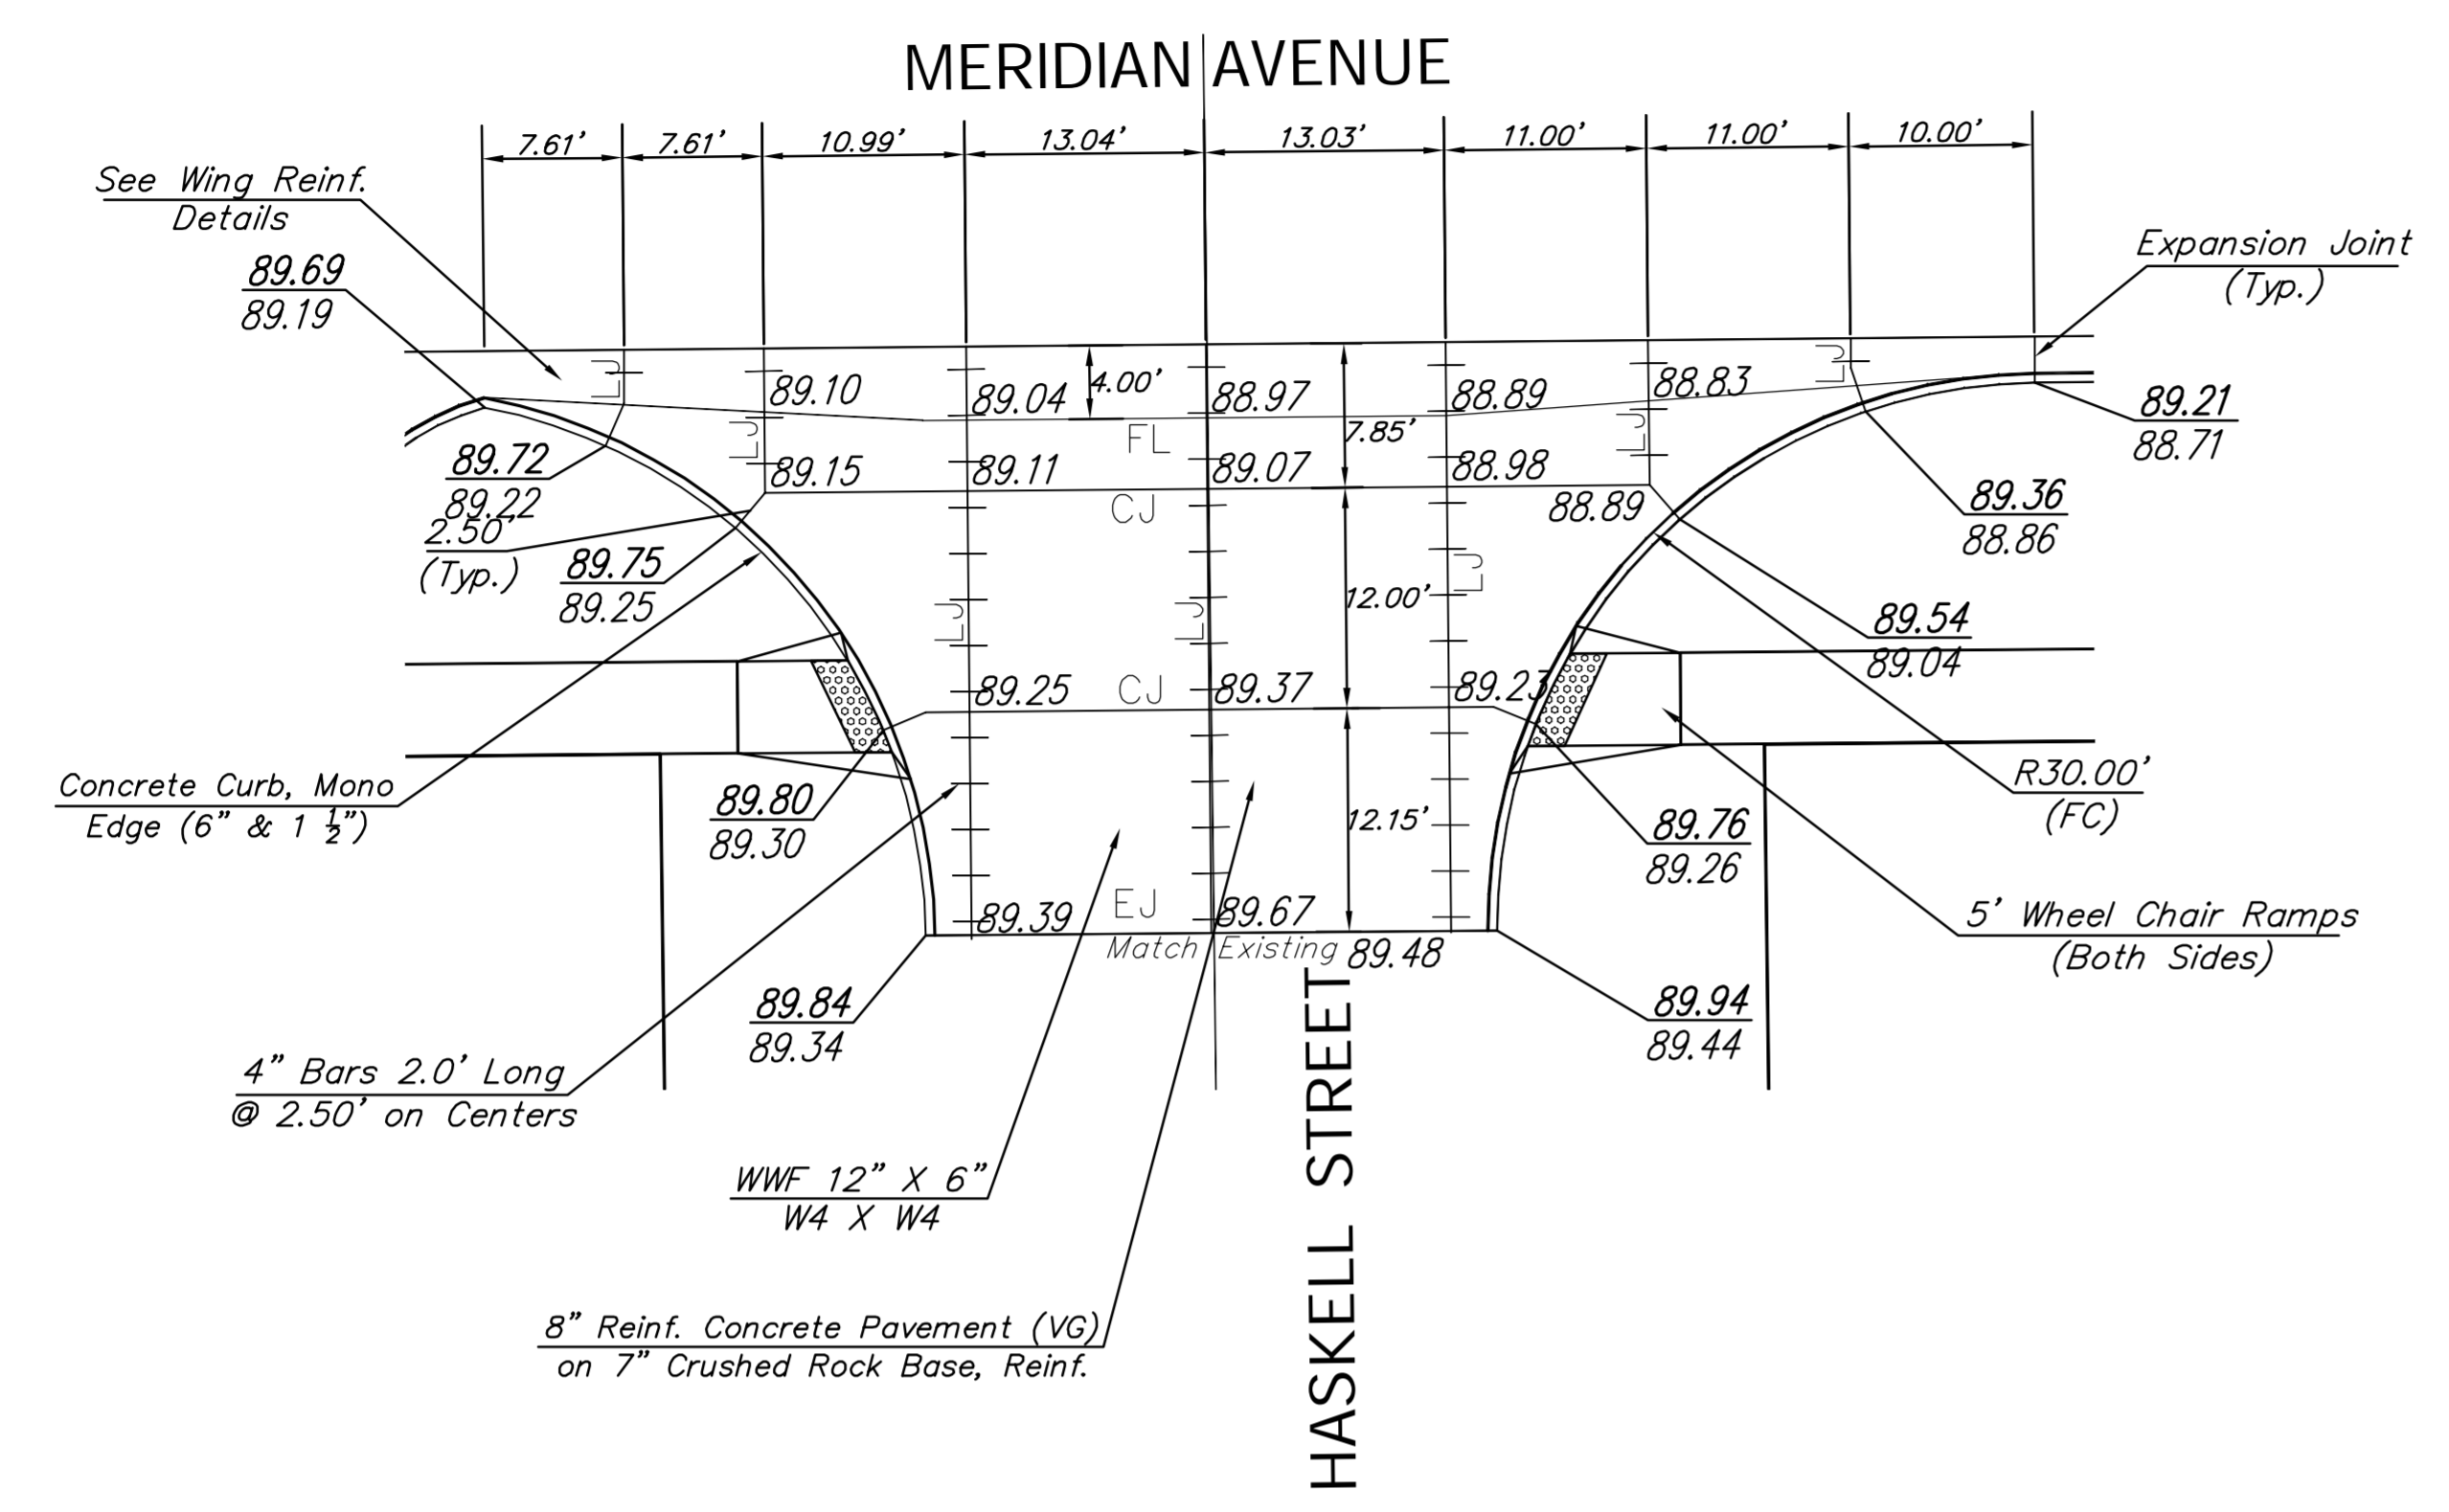 MERIDIAN AVENUE
7.61’
7.61’
10.99’
13.04’
13.03’
11.00’
11.00’
10.00’
See Wing Reinf.
Details
Expansion Joint
(Typ.)
89.69
89.19
LJ
89.10
89.04
4.00’
88.97
88.89
88.83
LJ
89.21
88.71
89.72
89.22
LJ
FL
7.85’
LJ
89.15
89.11
89.07
88.98
88.89
89.36
88.86
2.50’
(Typ.)
CJ
89.75
89.25
LJ
LJ
12.00’
LJ
89.54
89.04
89.25
CJ
89.37
89.23
Concrete Curb, Mono
Edge (6” & 1 1/2”)
89.80
89.30
12.15’
89.76
89.26
R30.00’
(FC)
89.39
EJ
89.67
Match Existing
89.48
5’ Wheel Chair Ramps
(Both Sides)
89.84
89.34
89.94
89.44
4” Bars 2.0’ Long
@ 2.50’ on Centers
WWF 12” X 6”
W4 X W4
8” Reinf. Concrete Pavement (VG)
on 7” Crushed Rock Base, Reinf.
HASKELL STREET